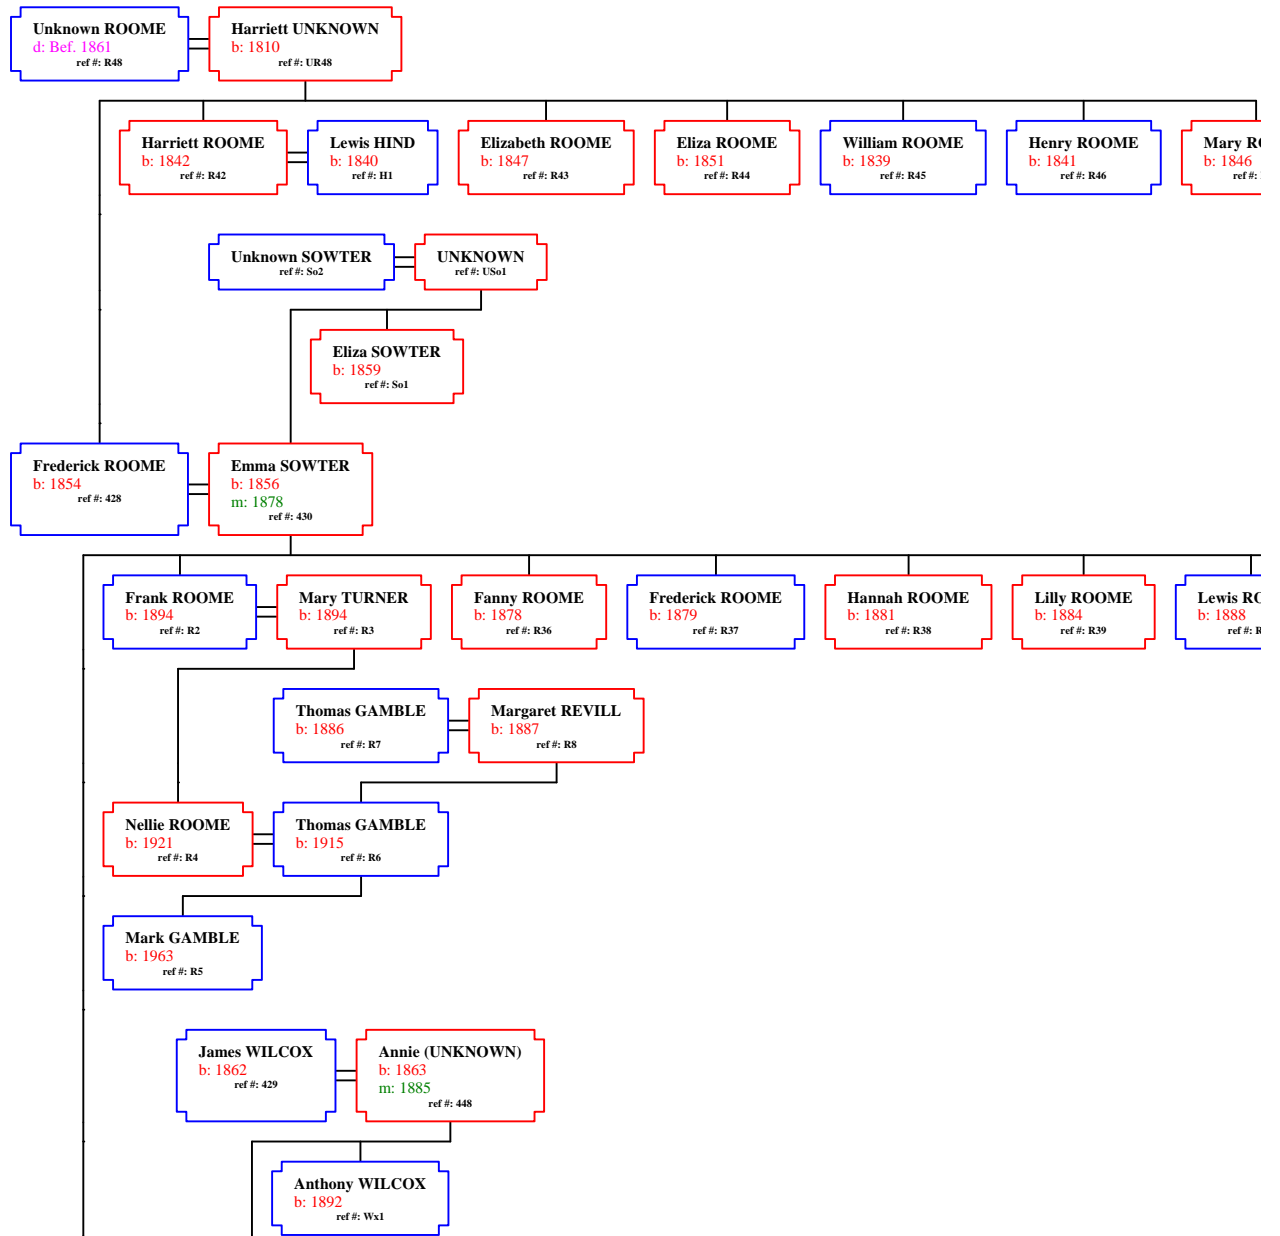 Unknown ROOME
d: Bef. 1861
ref #: R48
Harriett UNKNOWN
b: 1810
ref #: UR48
Harriett ROOME
b: 1842
ref #: R42
Lewis HIND
b: 1840
ref #: H1
Elizabeth ROOME
b: 1847
ref #: R43
Eliza ROOME
b: 1851
ref #: R44
William ROOME
b: 1839
ref #: R45
Henry ROOME
b: 1841
ref #: R46
Mary RO
b: 1846
ref #:
Unknown SOWTER
ref #: So2
UNKNOWN
ref #: USo1
Eliza SOWTER
b: 1859
ref #: So1
Frederick ROOME
b: 1854
ref #: 428
Emma SOWTER
b: 1856
m: 1878
ref #: 430
Frank ROOME
b: 1894
ref #: R2
Mary TURNER
b: 1894
ref #: R3
Fanny ROOME
b: 1878
ref #: R36
Frederick ROOME
b: 1879
ref #: R37
Hannah ROOME
b: 1881
ref #: R38
Lilly ROOME
b: 1884
ref #: R39
Lewis RO
b: 1888
ref #: R
Thomas GAMBLE
b: 1886
ref #: R7
Margaret REVILL
b: 1887
ref #: R8
Nellie ROOME
b: 1921
ref #: R4
Thomas GAMBLE
b: 1915
ref #: R6
Mark GAMBLE
b: 1963
ref #: R5
James WILCOX
b: 1862
ref #: 429
Annie (UNKNOWN)
b: 1863
m: 1885
ref #: 448
Anthony WILCOX
b: 1892
ref #: Wx1